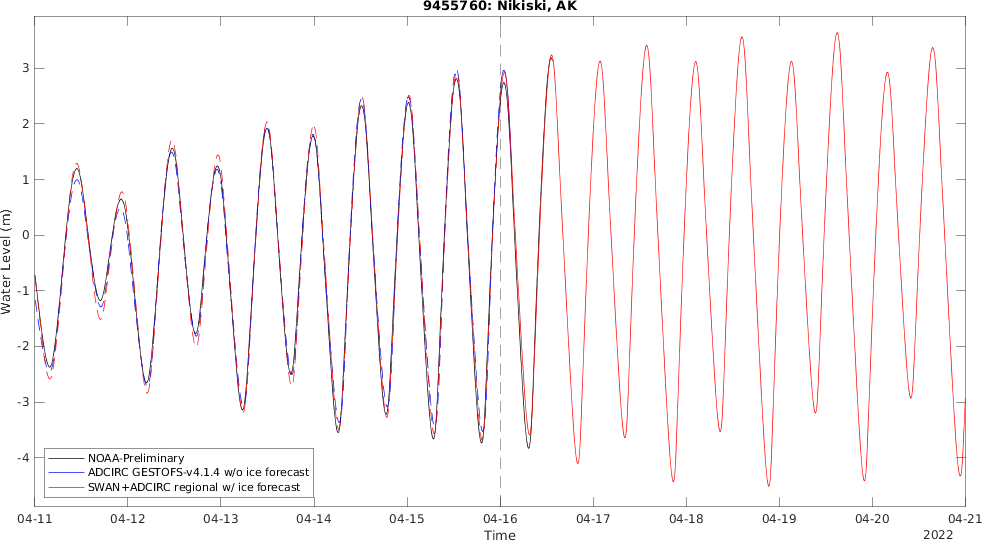 9455760: Nikiski, AK
Water Level (m)
3
2
1
0
-1
-2
-3
-4
NOAA-Preliminary
ADCIRC GESTOFS-v4.1.4 w/o ice forecast
SWAN+ADCIRC regional w/ ice forecast
04-11 04-12 04-13 04-14 04-15 04-16 04-17 04-18 04-19 04-20 04-21
Time
2022